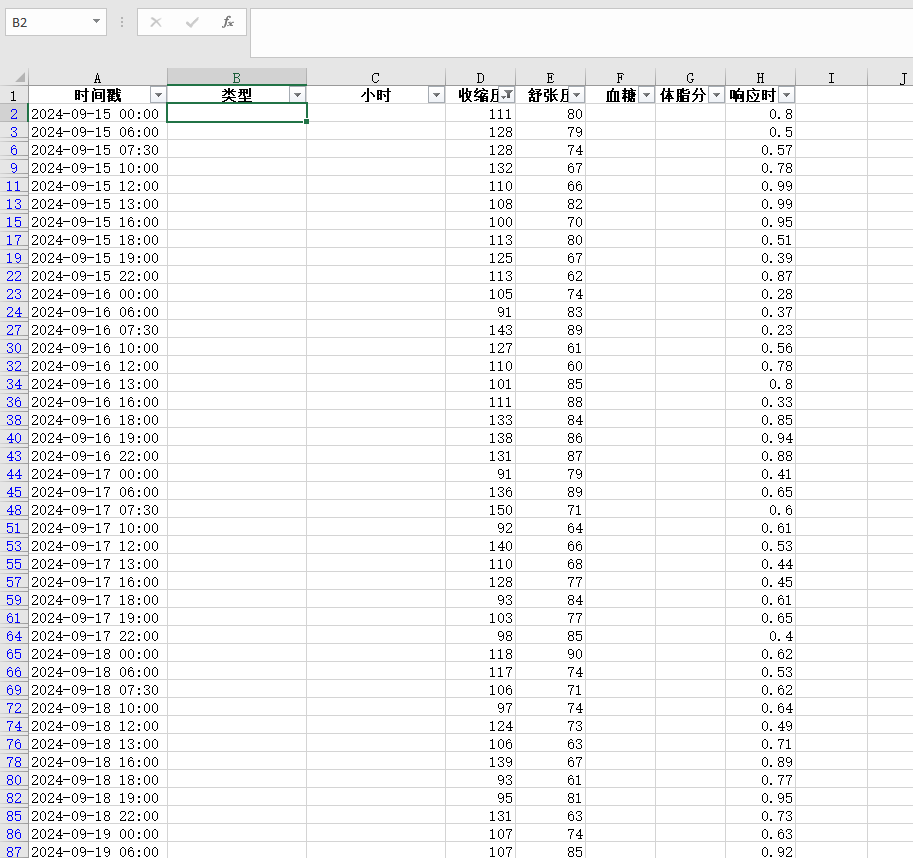 B2 fx
A B C D E F G H I J
1 时间戳 类型 小时 收缩压 舒张压 血糖 体脂分 响应时
2 2024-09-15 00:00 111 80 0.8
3 2024-09-15 06:00 128 79 0.5
6 2024-09-15 07:30 128 74 0.57
9 2024-09-15 10:00 132 67 0.78
11 2024-09-15 12:00 110 66 0.99
13 2024-09-15 13:00 108 82 0.99
15 2024-09-15 16:00 100 70 0.95
17 2024-09-15 18:00 113 80 0.51
19 2024-09-15 19:00 125 67 0.39
22 2024-09-15 22:00 113 62 0.87
23 2024-09-16 00:00 105 74 0.28
24 2024-09-16 06:00 91 83 0.37
27 2024-09-16 07:30 143 89 0.23
30 2024-09-16 10:00 127 61 0.56
32 2024-09-16 12:00 110 60 0.78
34 2024-09-16 13:00 101 85 0.8
36 2024-09-16 16:00 111 88 0.33
38 2024-09-16 18:00 133 84 0.85
40 2024-09-16 19:00 138 86 0.94
43 2024-09-16 22:00 131 87 0.88
44 2024-09-17 00:00 91 79 0.41
45 2024-09-17 06:00 136 89 0.65
48 2024-09-17 07:30 150 71 0.6
51 2024-09-17 10:00 92 64 0.61
53 2024-09-17 12:00 140 66 0.53
55 2024-09-17 13:00 110 68 0.44
57 2024-09-17 16:00 128 77 0.45
59 2024-09-17 18:00 93 84 0.61
61 2024-09-17 19:00 103 77 0.65
64 2024-09-17 22:00 98 85 0.4
65 2024-09-18 00:00 118 90 0.62
66 2024-09-18 06:00 117 74 0.53
69 2024-09-18 07:30 106 71 0.62
72 2024-09-18 10:00 97 74 0.64
74 2024-09-18 12:00 124 73 0.49
76 2024-09-18 13:00 106 63 0.71
78 2024-09-18 16:00 139 67 0.89
80 2024-09-18 18:00 93 61 0.77
82 2024-09-18 19:00 95 81 0.95
85 2024-09-18 22:00 131 63 0.73
86 2024-09-19 00:00 107 74 0.63
87 2024-09-19 06:00 107 85 0.92